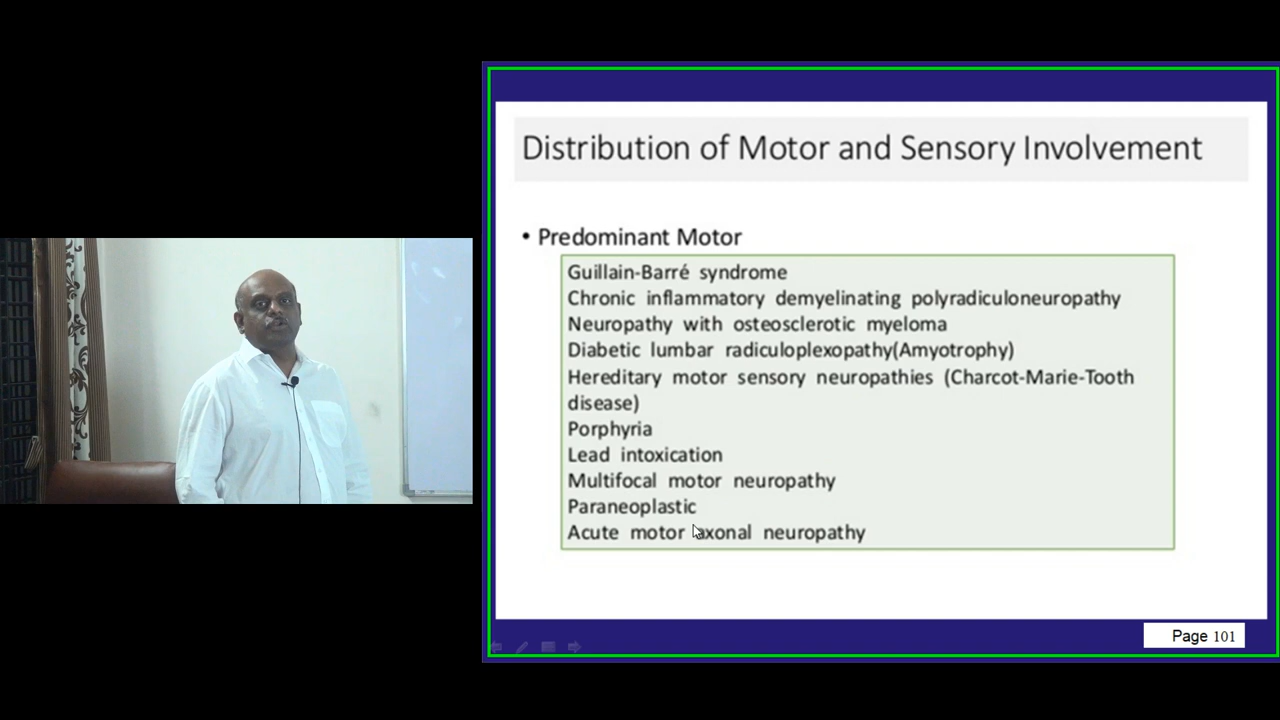 Distribution of Motor and Sensory Involvement
• Predominant Motor
Guillain-Barré syndrome
Chronic inflammatory demyelinating polyradiculoneuropathy
Neuropathy with osteosclerotic myeloma
Diabetic lumbar radiculoplexopathy(Amyotrophy)
Hereditary motor sensory neuropathies (Charcot-Marie-Tooth
disease)
Porphyria
Lead intoxication
Multifocal motor neuropathy
Paraneoplastic
Acute motor axonal neuropathy
Page 101